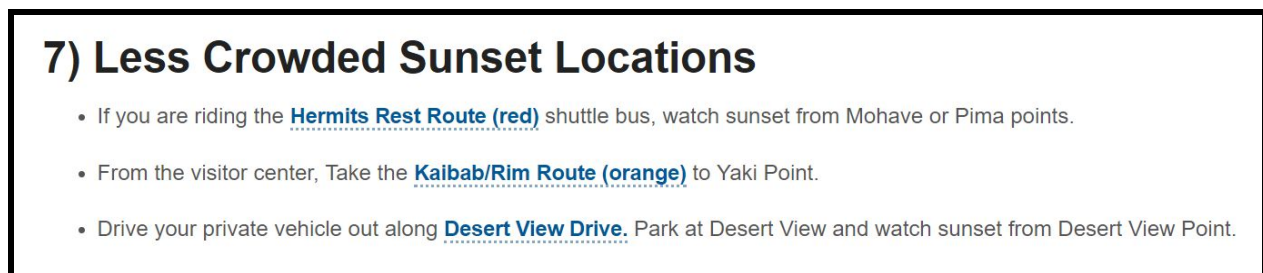 7) Less Crowded Sunset Locations
• If you are riding the Hermits Rest Route (red) shuttle bus, watch sunset from Mohave or Pima points.
• From the visitor center, Take the Kaibab/Rim Route (orange) to Yaki Point.
• Drive your private vehicle out along Desert View Drive. Park at Desert View and watch sunset from Desert View Point.